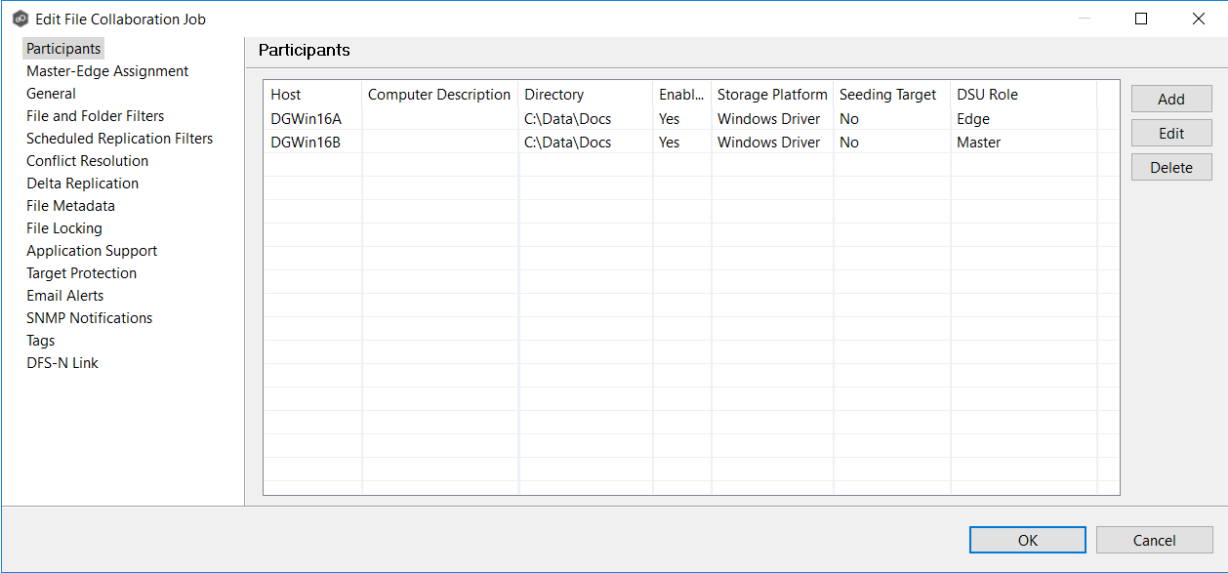 Edit File Collaboration Job
Participants
Master-Edge Assignment
General
File and Folder Filters
Scheduled Replication Filters
Conflict Resolution
Delta Replication
File Metadata
File Locking
Application Support
Target Protection
Email Alerts
SNMP Notifications
Tags
DFS-N Link
Participants
Host Computer Description Directory Enabl... Storage Platform Seeding Target DSU Role
DGWin16A C:\Data\Docs Yes Windows Driver No Edge
DGWin16B C:\Data\Docs Yes Windows Driver No Master
Add
Edit
Delete
OK Cancel